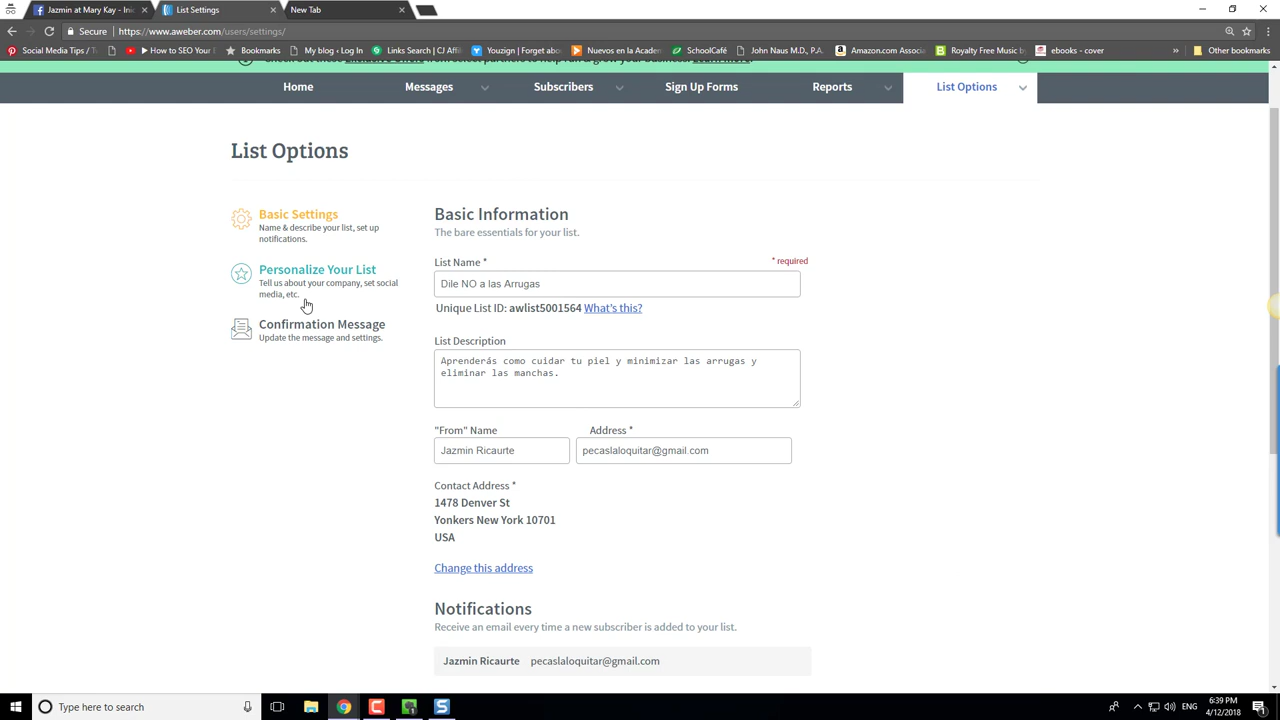 Jazmin at Mary Kay - Inic
List Settings
New Tab
Secure
https://www.aweber.com/users/settings/
Social Media Tips / Tu
How to SEO Your
Bookmarks
My blog ‹ Log In
Links Search | CJ Affi
Youzign | Forget abou
Nuevos en la Academ
SchoolCafé
John Naus M.D., P.A.
Amazon.com Associa
Royalty Free Music by
ebooks - cover
»
Other bookmarks
Home
Messages
Subscribers
Sign Up Forms
Reports
List Options
List Options
Basic Settings
Name & describe your list, set up
notifications.
Personalize Your List
Tell us about your company, set social
media, etc.
Confirmation Message
Update the message and settings.
Basic Information
The bare essentials for your list.
List Name *
* required
Dile NO a las Arrugas
Unique List ID: awlist5001564 What's this?
List Description
Aprenderás como cuidar tu piel y minimizar las arrugas y
eliminar las manchas.
"From" Name
Address *
Jazmin Ricaurte
pecaslaloquitar@gmail.com
Contact Address *
1478 Denver St
Yonkers New York 10701
USA
Change this address
Notifications
Receive an email every time a new subscriber is added to your list.
Jazmin Ricaurte pecaslaloquitar@gmail.com
Type here to search
ENG
6:39 PM
4/12/2018